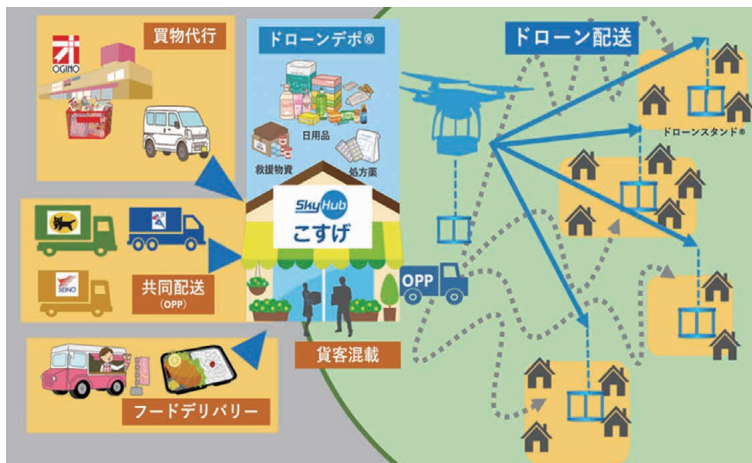 買物代行
OGINO
共同配送
(OPP)
SEINO
フードデリバリー
ドローンデポ®
日用品
救援物資
処方薬
SkyHub
こすげ
貨客混載
OPP
ドローン配送
ドローンスタンド®